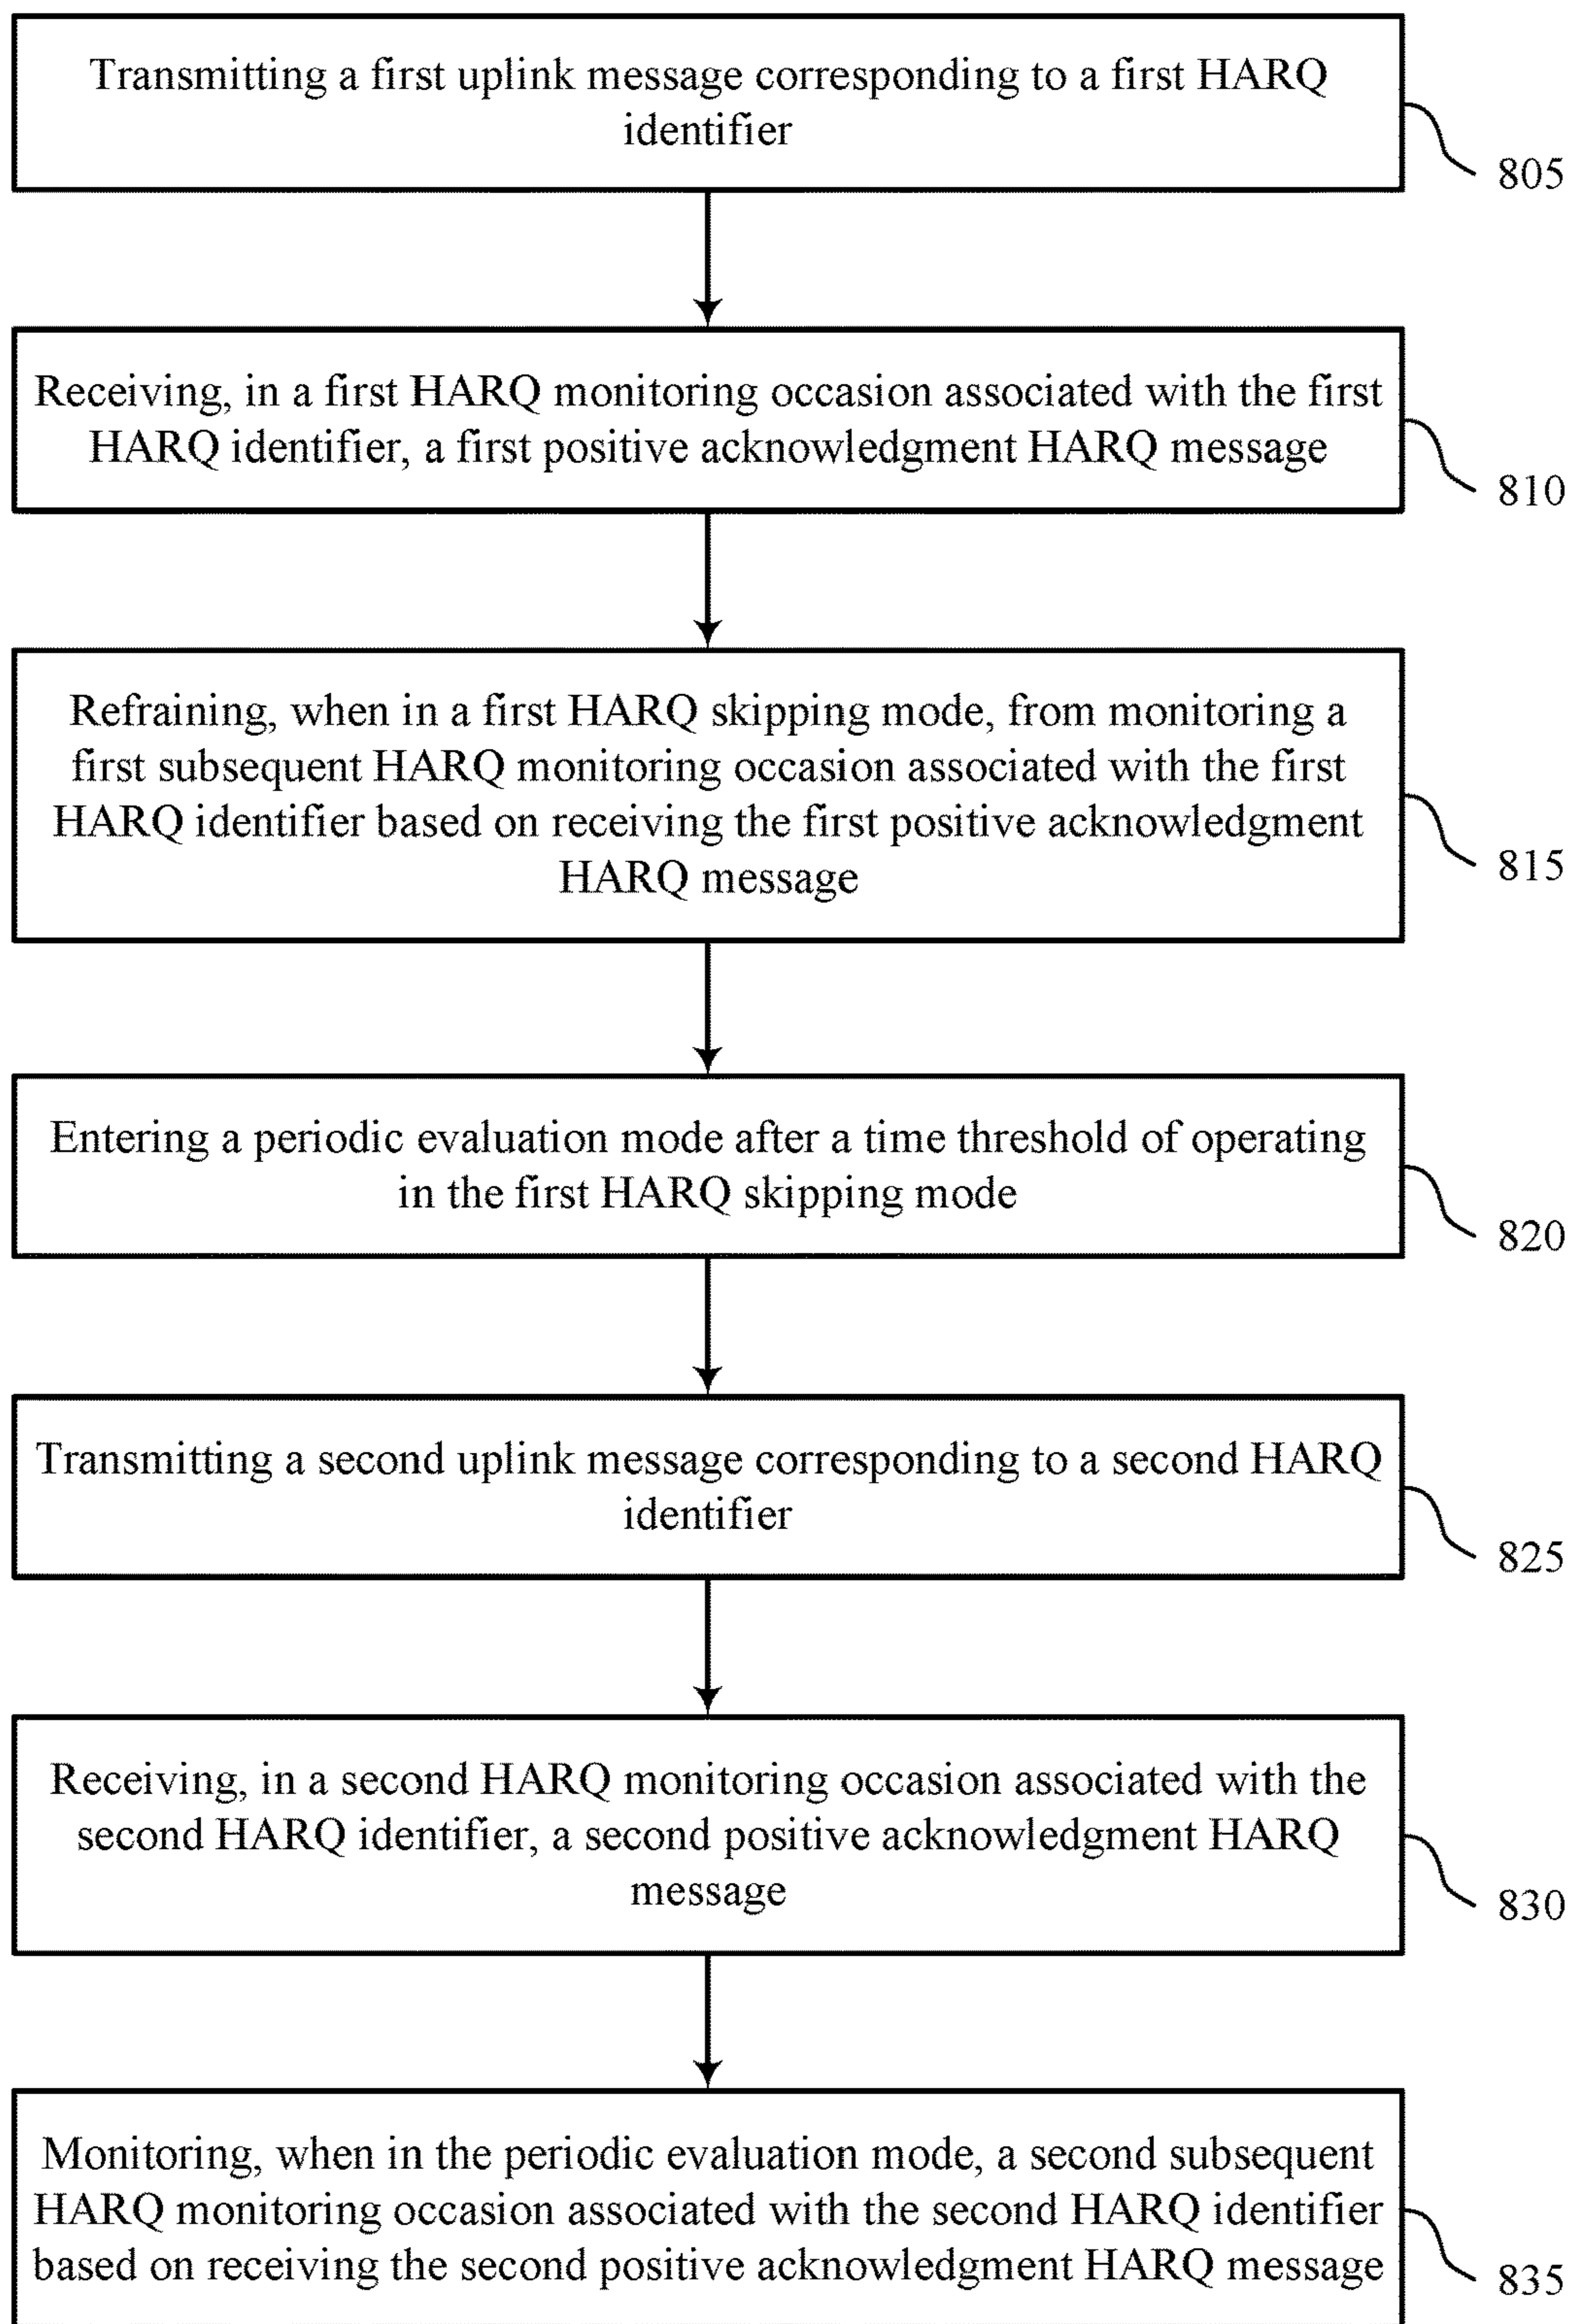 Transmitting a first uplink message corresponding to a first HARQ
identifier
805
Receiving, in a first HARQ monitoring occasion associated with the first
HARQ identifier, a first positive acknowledgment HARQ message
810
Refraining, when in a first HARQ skipping mode, from monitoring a
first subsequent HARQ monitoring occasion associated with the first
HARQ identifier based on receiving the first positive acknowledgment
HARQ message
815
Entering a periodic evaluation mode after a time threshold of operating
in the first HARQ skipping mode
820
Transmitting a second uplink message corresponding to a second HARQ
identifier
825
Receiving, in a second HARQ monitoring occasion associated with the
second HARQ identifier, a second positive acknowledgment HARQ
message
830
Monitoring, when in the periodic evaluation mode, a second subsequent
HARQ monitoring occasion associated with the second HARQ identifier
based on receiving the second positive acknowledgment HARQ message
835